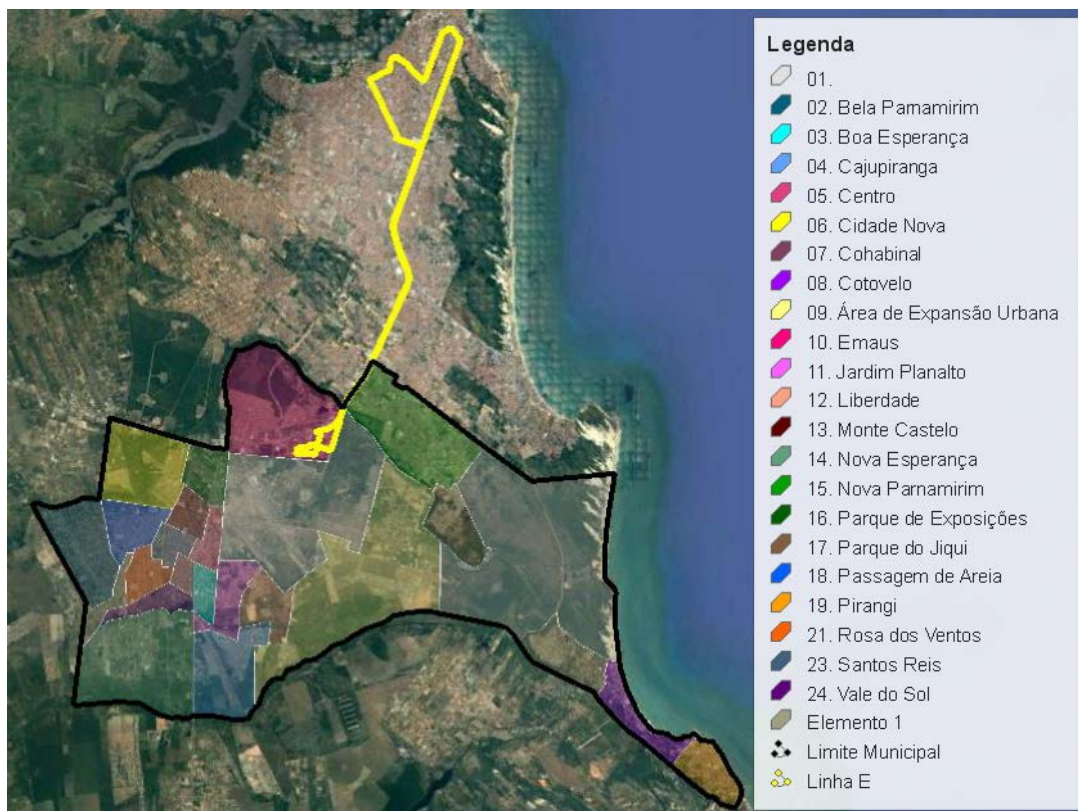 Legenda
01.
02. Bela Parnamirim
03. Boa Esperança
04. Cajupiranga
05. Centro
06. Cidade Nova
07. Cohabinal
08. Cotovelo
09. Área de Expansão Urbana
10. Emaus
11. Jardim Planalto
12. Liberdade
13. Monte Castelo
14. Nova Esperança
15. Nova Parnamirim
16. Parque de Exposições
17. Parque do Jiqui
18. Passagem de Areia
19. Pirangi
21. Rosa dos Ventos
23. Santos Reis
24. Vale do Sol
Elemento 1
Limite Municipal
Linha E